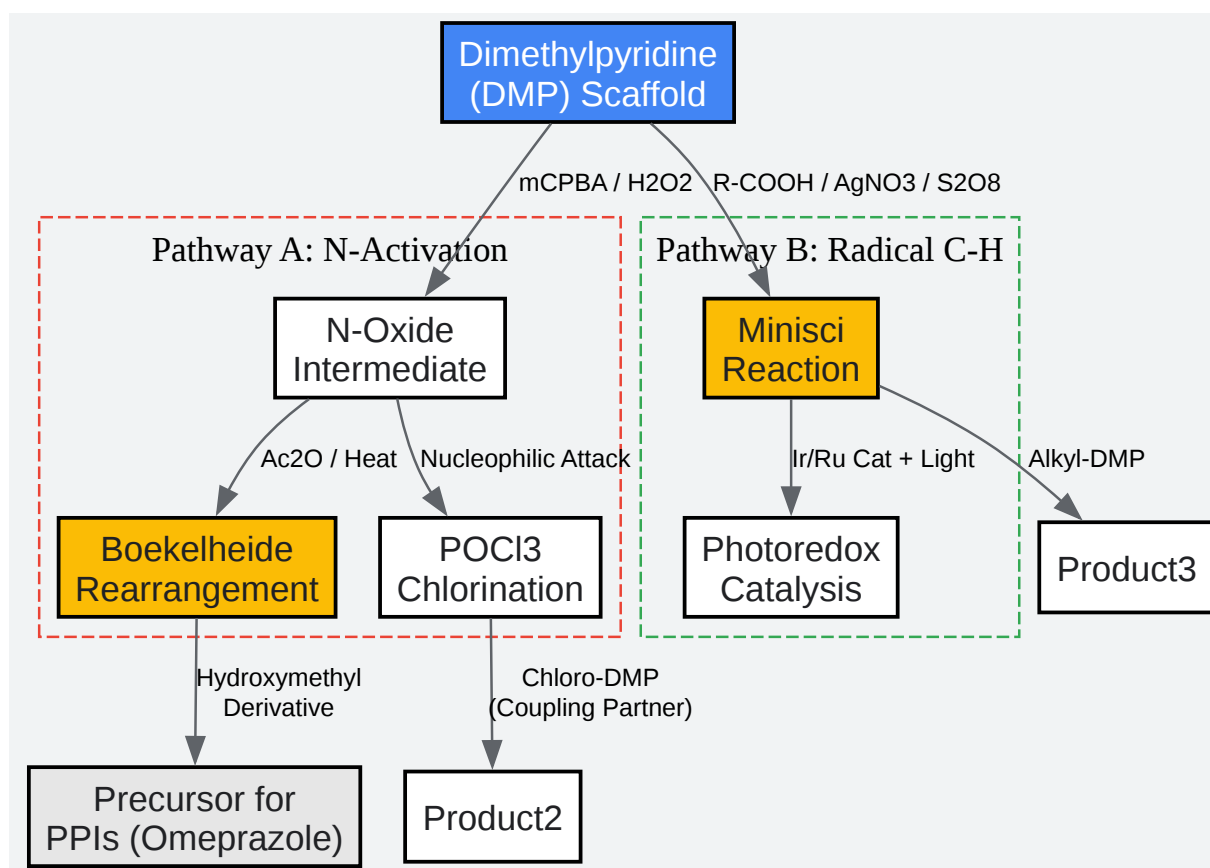 Dimethylpyridine
(DMP) Scaffold
mCPBA / H2O2
R-COOH / AgNO3 / S2O8
Pathway A: N-Activation
Pathway B: Radical C-H
N-Oxide
Intermediate
Minisci
Reaction
Ac2O / Heat
Nucleophilic Attack
Ir/Ru Cat + Light
Alkyl-DMP
Boekelheide
Rearrangement
POCl3
Chlorination
Photoredox
Catalysis
Product3
Hydroxymethyl
Derivative
Chloro-DMP
(Coupling Partner)
Precursor for
PPIs (Omeprazole)
Product2